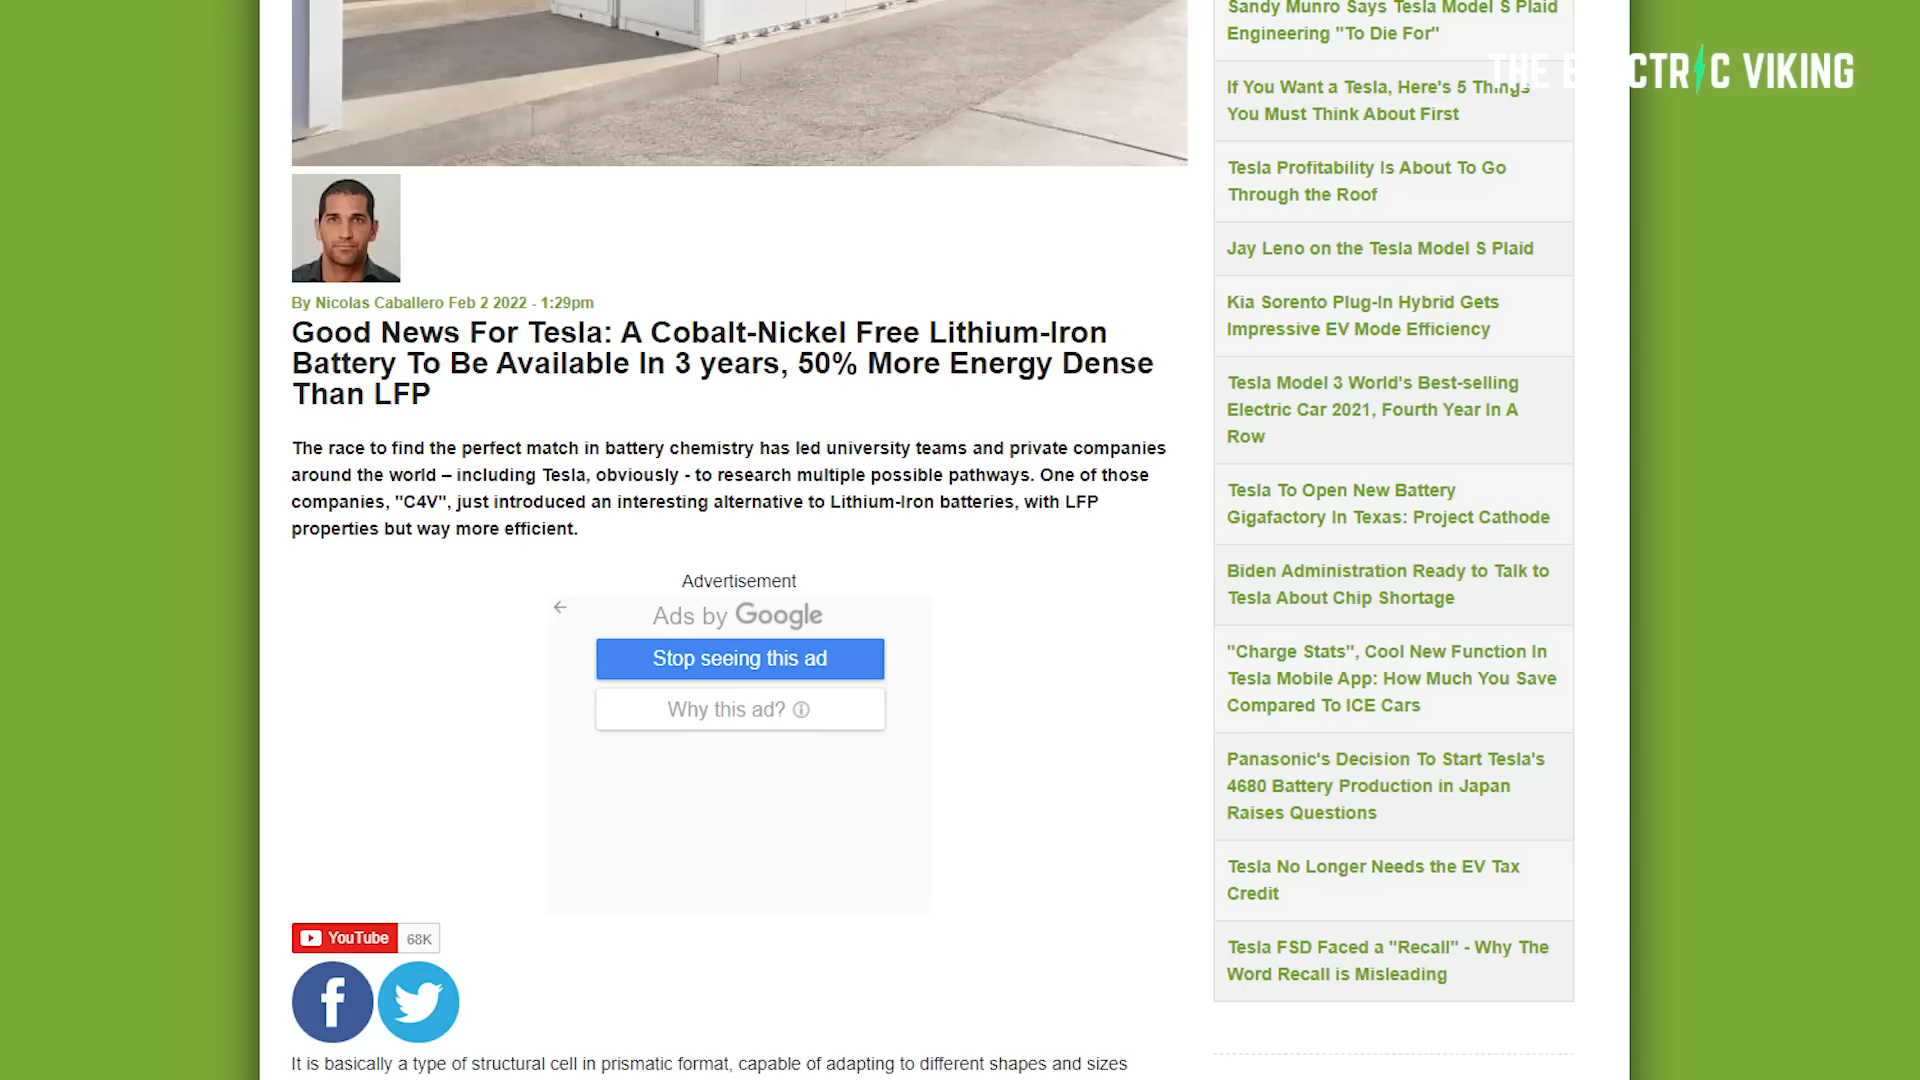 By Nicolas Caballero Feb 2 2022 - 1:29pm
Good News For Tesla: A Cobalt-Nickel Free Lithium-Iron
Battery To Be Available In 3 years, 50% More Energy Dense
Than LFP
The race to find the perfect match in battery chemistry has led university teams and private companies
around the world – including Tesla, obviously - to research multiple possible pathways. One of those
companies, "C4V", just introduced an interesting alternative to Lithium-Iron batteries, with LFP
properties but way more efficient.
Advertisement
Ads by Google
Stop seeing this ad
Why this ad?
YouTube 68K
It is basically a type of structural cell in prismatic format, capable of adapting to different shapes and sizes
Sandy Munro Says Tesla Model S Plaid
Engineering "To Die For"
THE ELECTRIC VIKING
If You Want a Tesla, Here's 5 Things
You Must Think About First
Tesla Profitability Is About To Go
Through the Roof
Jay Leno on the Tesla Model S Plaid
Kia Sorento Plug-In Hybrid Gets
Impressive EV Mode Efficiency
Tesla Model 3 World's Best-selling
Electric Car 2021, Fourth Year In A
Row
Tesla To Open New Battery
Gigafactory In Texas: Project Cathode
Biden Administration Ready to Talk to
Tesla About Chip Shortage
"Charge Stats", Cool New Function In
Tesla Mobile App: How Much You Save
Compared To ICE Cars
Panasonic's Decision To Start Tesla's
4680 Battery Production in Japan
Raises Questions
Tesla No Longer Needs the EV Tax
Credit
Tesla FSD Faced a "Recall" - Why The
Word Recall is Misleading